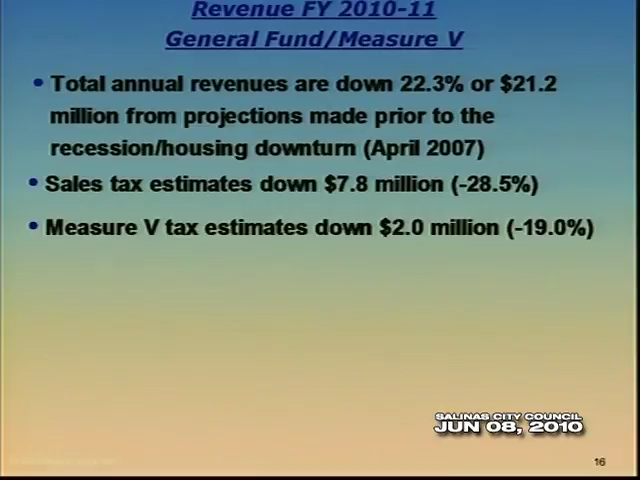 Revenue FY 2010-11
General Fund/Measure V
• Total annual revenues are down 22.3% or $21.2
million from projections made prior to the
recession/housing downturn (April 2007)
• Sales tax estimates down $7.8 million (-28.5%)
• Measure V tax estimates down $2.0 million (-19.0%)
SALINAS CITY COUNCIL
JUN 08, 2010
16